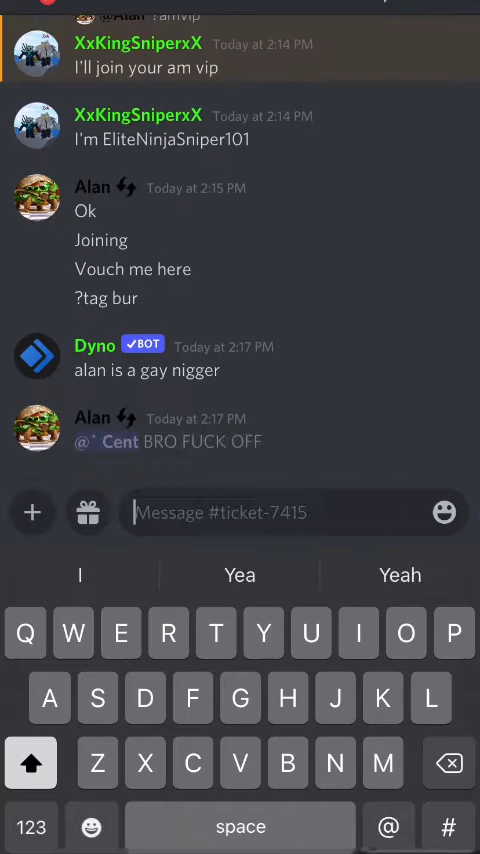 @Alan ?amvip
XxKingSniperxX Today at 2:14 PM
I'll join your am vip
XxKingSniperxX Today at 2:14 PM
I'm EliteNinjaSniper101
Alan Today at 2:15 PM
Ok
Joining
Vouch me here
?tag bur
Dyno ✓BOT Today at 2:17 PM
alan is a gay nigger
Alan Today at 2:17 PM
@` Cent BRO FUCK OFF
Message #ticket-7415
I Yea Yeah
Q W E R T Y U I O P
A S D F G H J K L
Z X C V B N M
123 space @ #